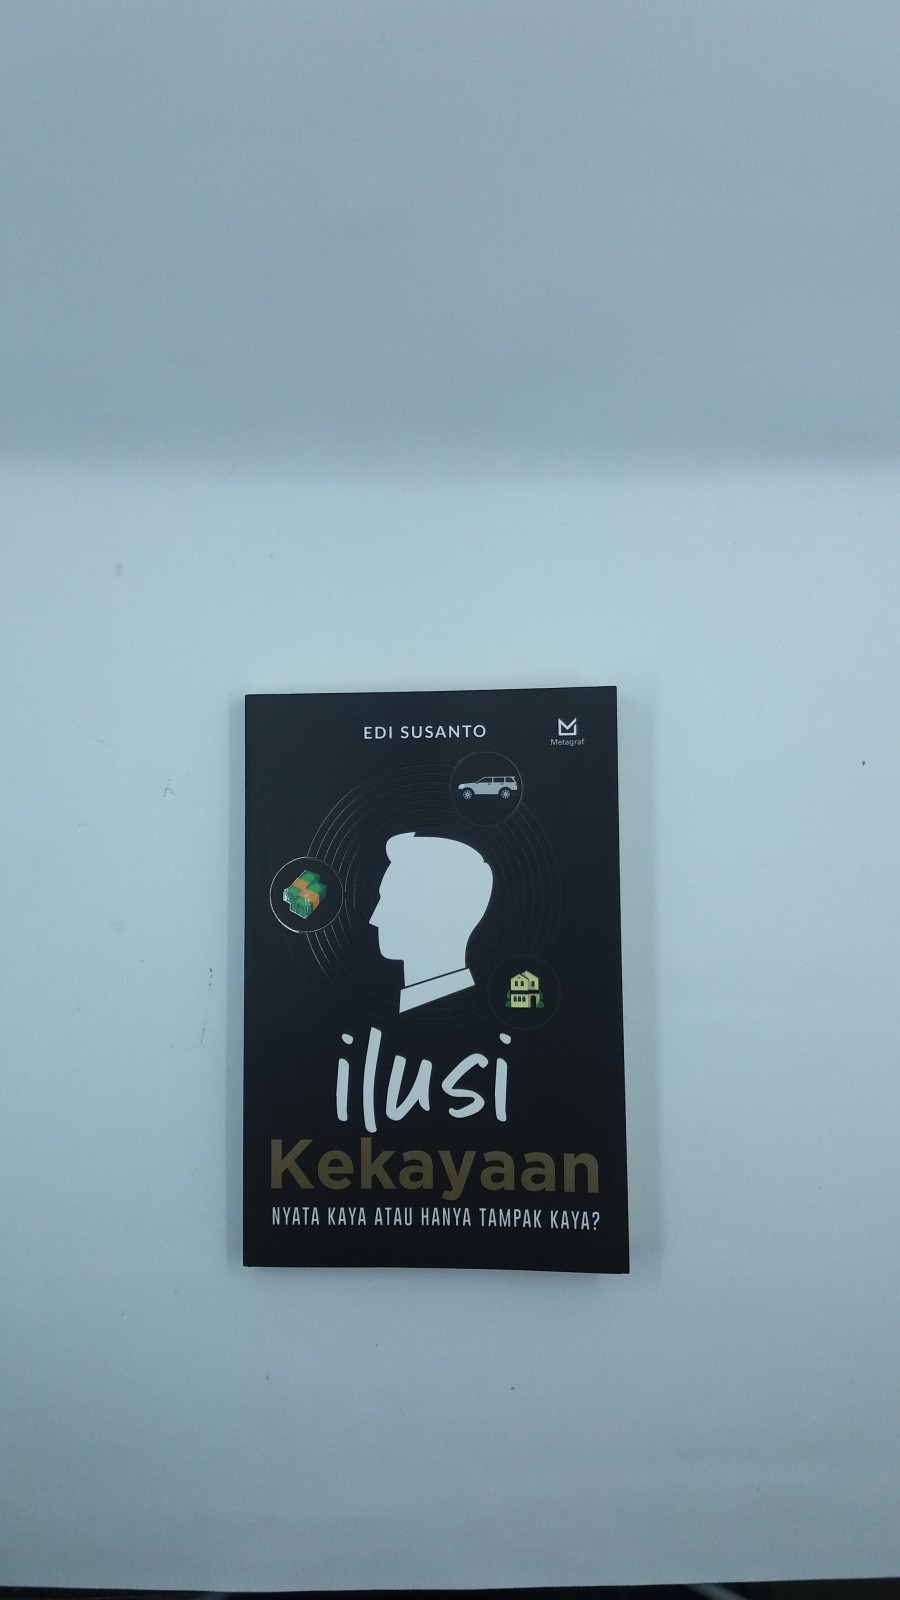 EDI SUSANTO
Metagraf
ilusi
Kekayaan
NYATA KAYA ATAU HANYA TAMPAK KAYA?